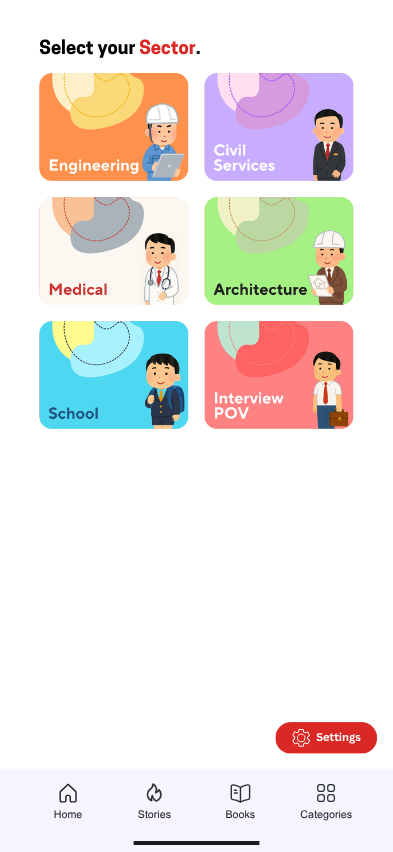 Select your Sector.
Engineering
Civil
Services
Medical
Architecture
School
Interview
POV
Settings
Home
Stories
Books
Categories